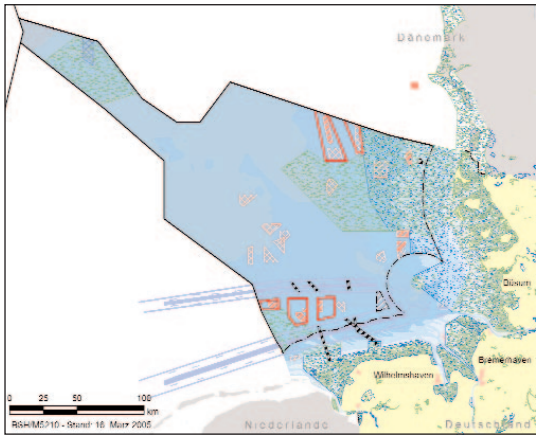 Dänemark
Büsum
Bremerhaven
Wilhelmshaven
0 25 50 100
km
BSH/M5210 - Stand: 16. März 2005
Niederlande
Deutschland